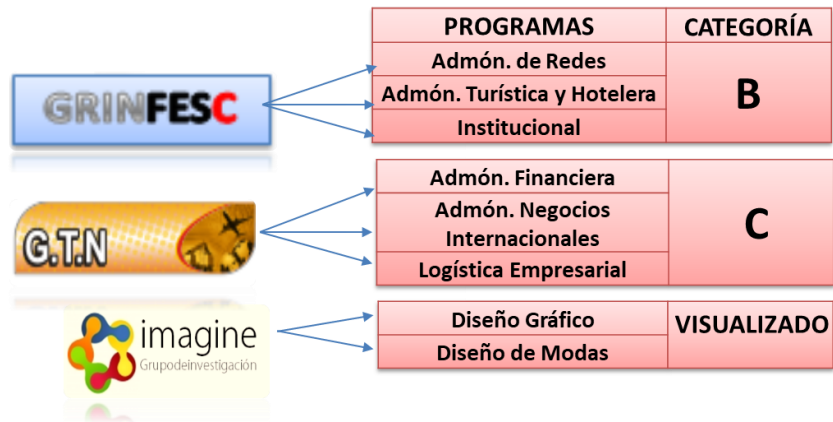 PROGRAMAS CATEGORÍA
Admón. de Redes
GRINFESC
Admón. Turística y Hotelera
B
Institucional
Admón. Financiera
G.T.N
Admón. Negocios
Internacionales
C
Logística Empresarial
imagine
Grupodeinvestigación
Diseño Gráfico
VISUALIZADO
Diseño de Modas